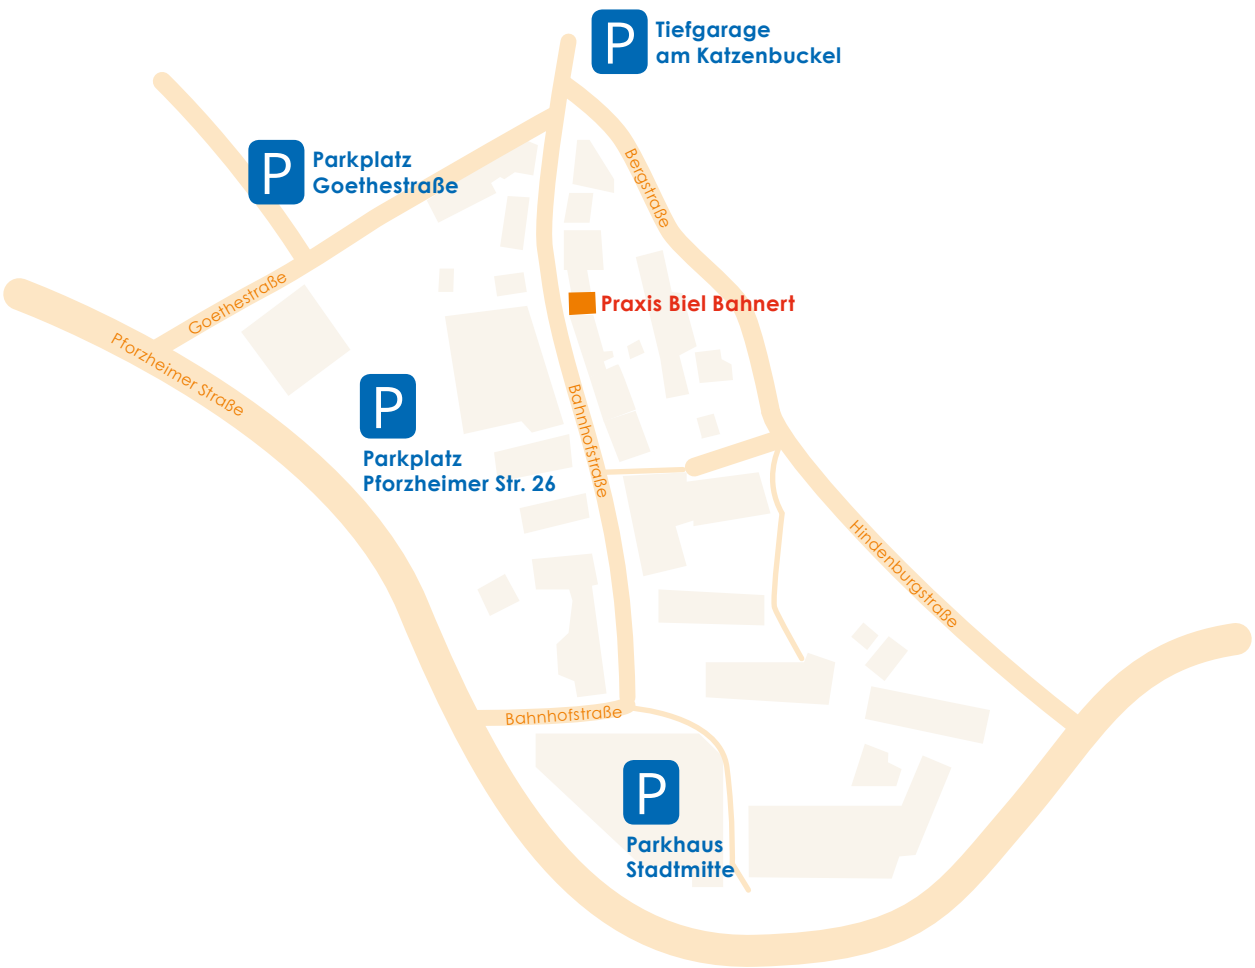 P
Tiefgarage
am Katzenbuckel
P
Parkplatz
Goethestraße
Bergstraße
Goethestraße
Praxis Biel Bahnert
Pforzheimer Straße
P
Parkplatz
Pforzheimer Str. 26
Bahnhofstraße
Hindenburgstraße
Bahnhofstraße
P
Parkhaus
Stadtmitte